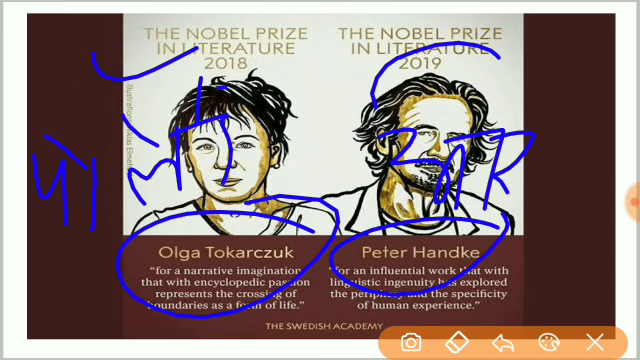 THE NOBEL PRIZE
IN LITERATURE
2018
THE NOBEL PRIZE
IN LITERATURE
2019
Olga Tokarczuk
"for a narrative imagination
that with encyclopedic passion
represents the crossing of
boundaries as a form of life."
Peter Handke
"for an influential work that with
linguistic ingenuity has explored
the periphery and the specificity
of human experience."
THE SWEDISH ACADEMY